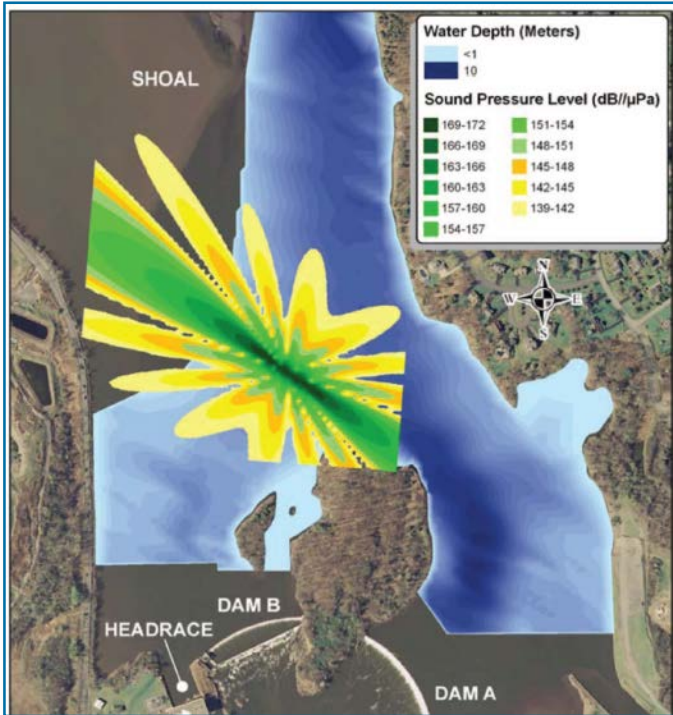 SHOAL
Water Depth (Meters)
<1
10
Sound Pressure Level (dB//µPa)
169-172
166-169
163-166
160-163
157-160
154-157
151-154
148-151
145-148
142-145
139-142
N
W E
S
DAM B
HEADRACE
DAM A